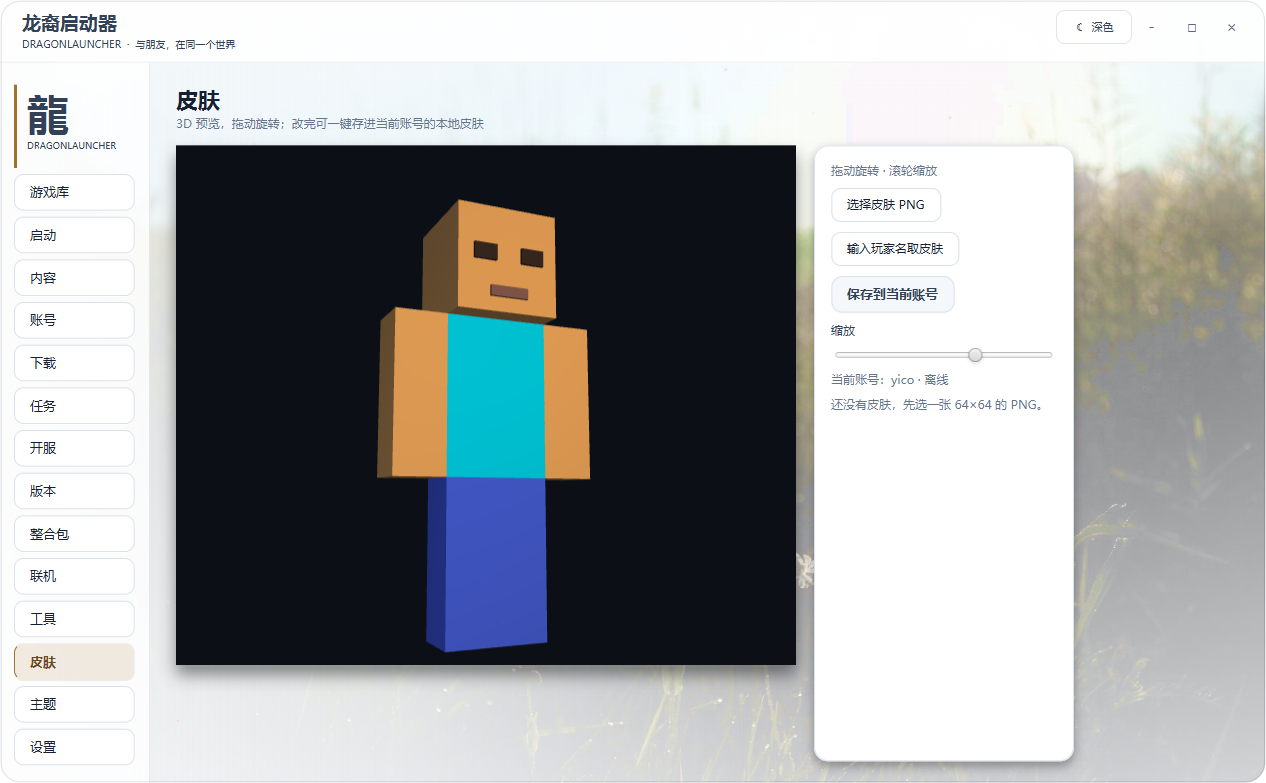 龙裔启动器
DRAGONLAUNCHER · 与朋友，在同一个世界
☾ 深色
龍
DRAGONLAUNCHER
游戏库
启动
内容
账号
下载
任务
开服
版本
整合包
联机
工具
皮肤
主题
设置
皮肤
3D 预览，拖动旋转；改完可一键存进当前账号的本地皮肤
拖动旋转 · 滚轮缩放
选择皮肤 PNG
输入玩家名取皮肤
保存到当前账号
缩放
当前账号：yico · 离线
还没有皮肤，先选一张 64×64 的 PNG。